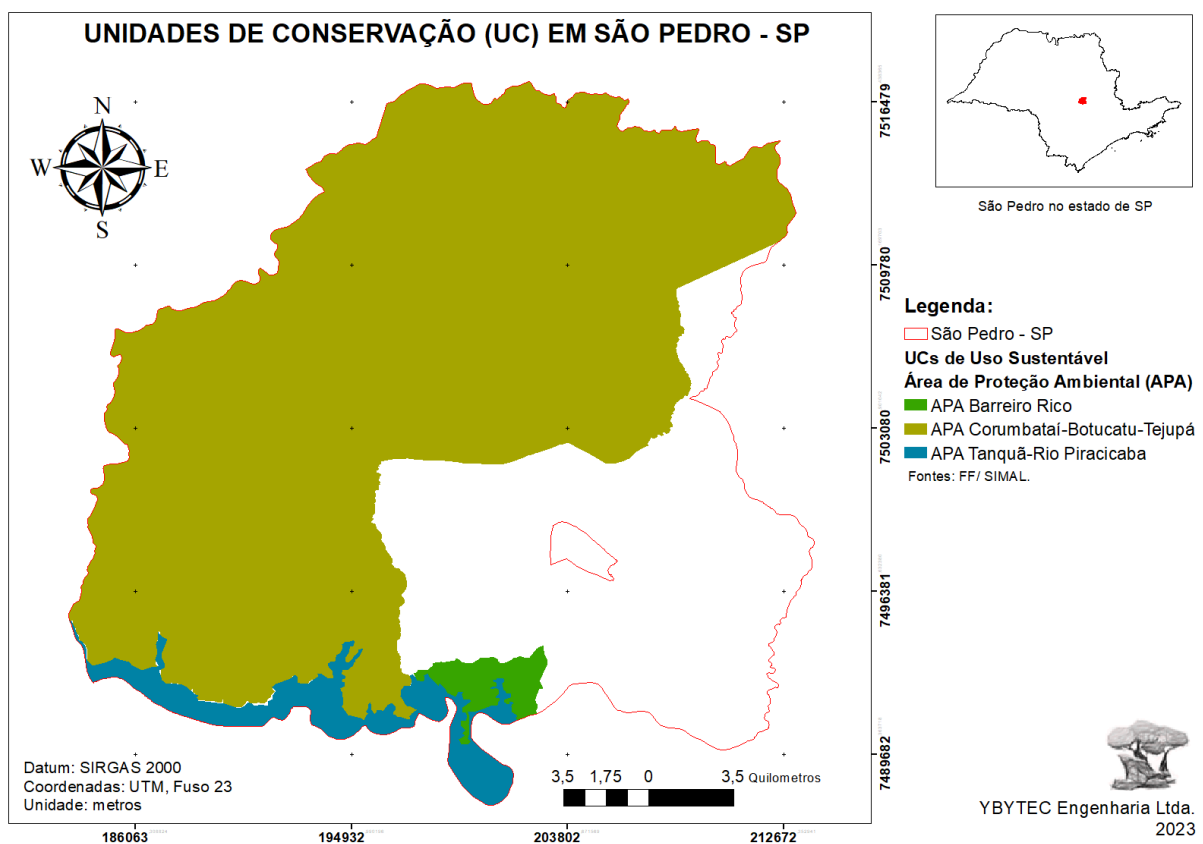 UNIDADES DE CONSERVAÇÃO (UC) EM SÃO PEDRO - SP
N
W
E
S
7516479
7509780
7503080
7496381
7489682
São Pedro no estado de SP
Legenda:
São Pedro - SP
UCs de Uso Sustentável
Área de Proteção Ambiental (APA)
APA Barreiro Rico
APA Corumbataí-Botucatu-Tejupá
APA Tanquã-Rio Piracicaba
Fontes: FF/ SIMAL.
Datum: SIRGAS 2000
Coordenadas: UTM, Fuso 23
Unidade: metros
3,5 1,75 0 3,5 Quilometros
186063 194932 203802 212672
YBYTEC Engenharia Ltda.
2023